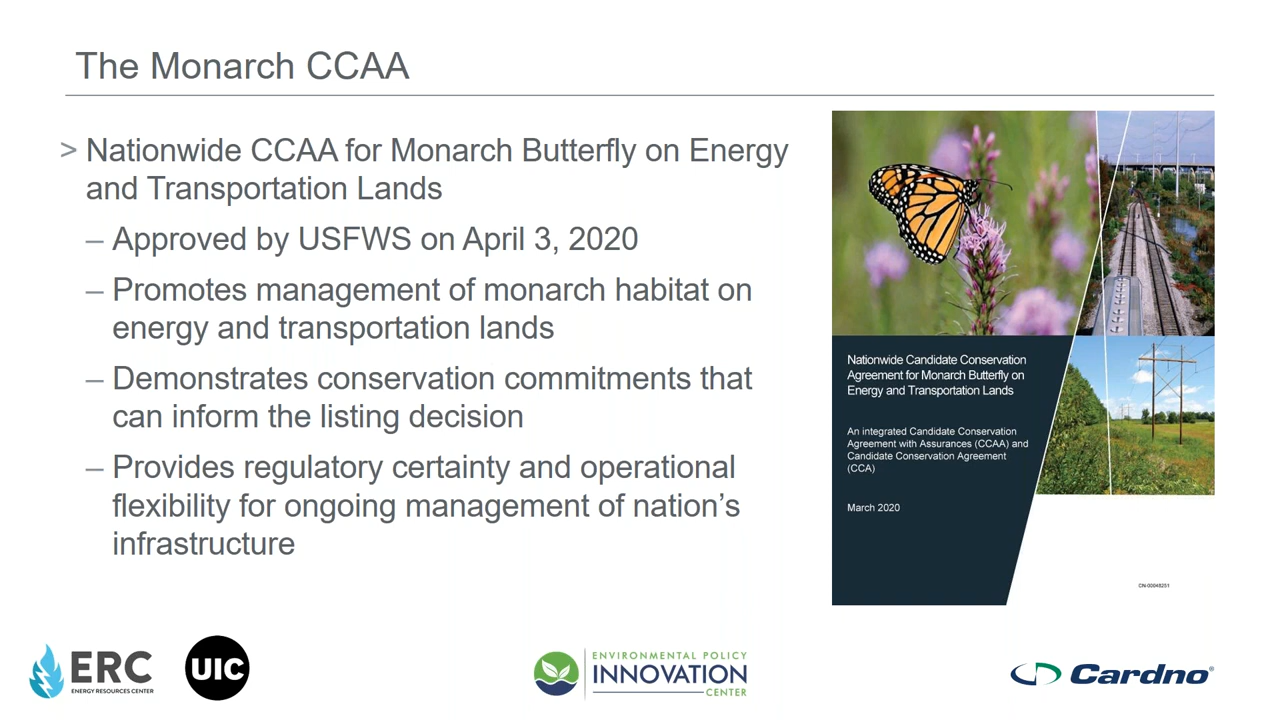 The Monarch CCAA
> Nationwide CCAA for Monarch Butterfly on Energy
and Transportation Lands
– Approved by USFWS on April 3, 2020
– Promotes management of monarch habitat on
energy and transportation lands
– Demonstrates conservation commitments that
can inform the listing decision
– Provides regulatory certainty and operational
flexibility for ongoing management of nation’s
infrastructure
Nationwide Candidate Conservation
Agreement for Monarch Butterfly on
Energy and Transportation Lands
An integrated Candidate Conservation
Agreement with Assurances (CCAA) and
Candidate Conservation Agreement
(CCA)
March 2020
CN-00048251
ERC
ENERGY RESOURCES CENTER
UIC
ENVIRONMENTAL POLICY
INNOVATION
CENTER
Cardno®